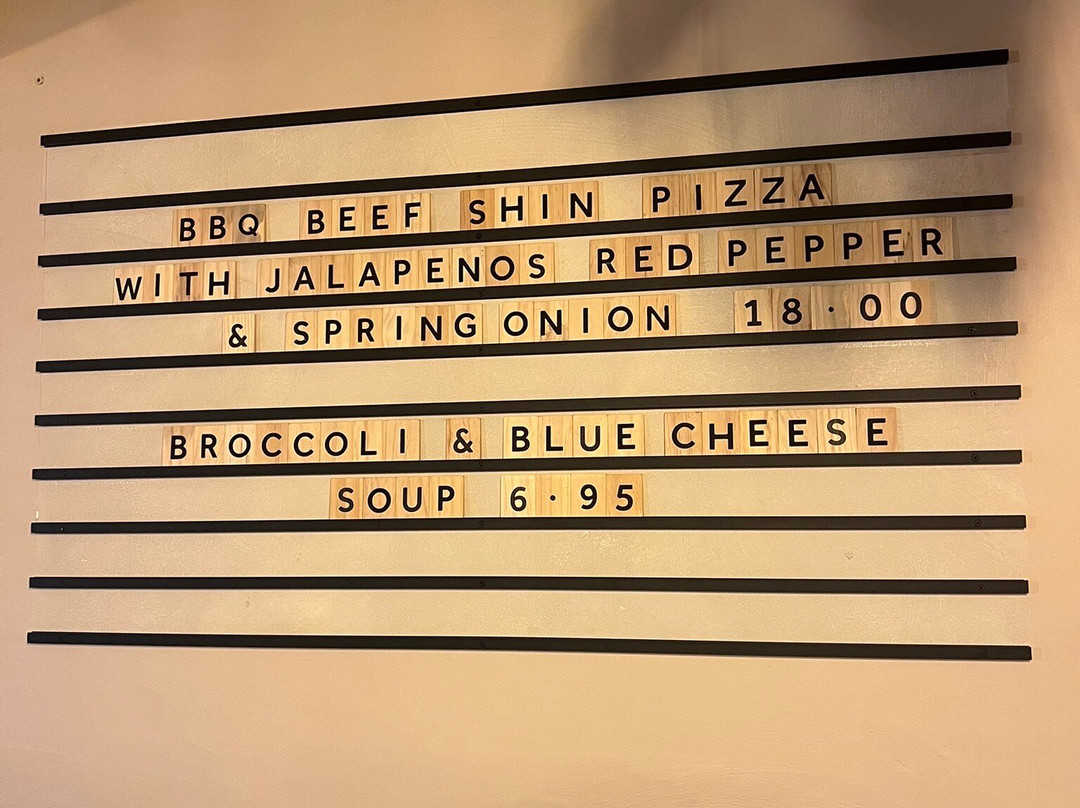 BBQ BEEF SHIN PIZZA
WITH JALAPENOS RED PEPPER
& SPRING ONION 18·00
BROCCOLI & BLUE CHEESE
SOUP 6·95